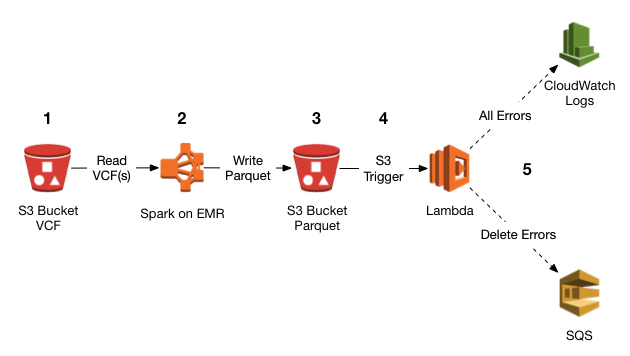 1
2
3
4
5
S3 Bucket
VCF
Read
VCF(s)
Spark on EMR
Write
Parquet
S3 Bucket
Parquet
S3
Trigger
Lambda
All Errors
CloudWatch
Logs
Delete Errors
SQS